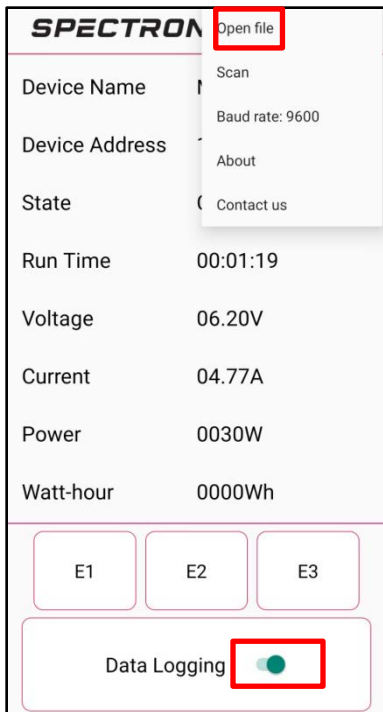 SPECTRON
Open file
Scan
Baud rate: 9600
About
Contact us
Device Name
Device Address
State
Run Time 00:01:19
Voltage 06.20V
Current 04.77A
Power 0030W
Watt-hour 0000Wh
E1 E2 E3
Data Logging